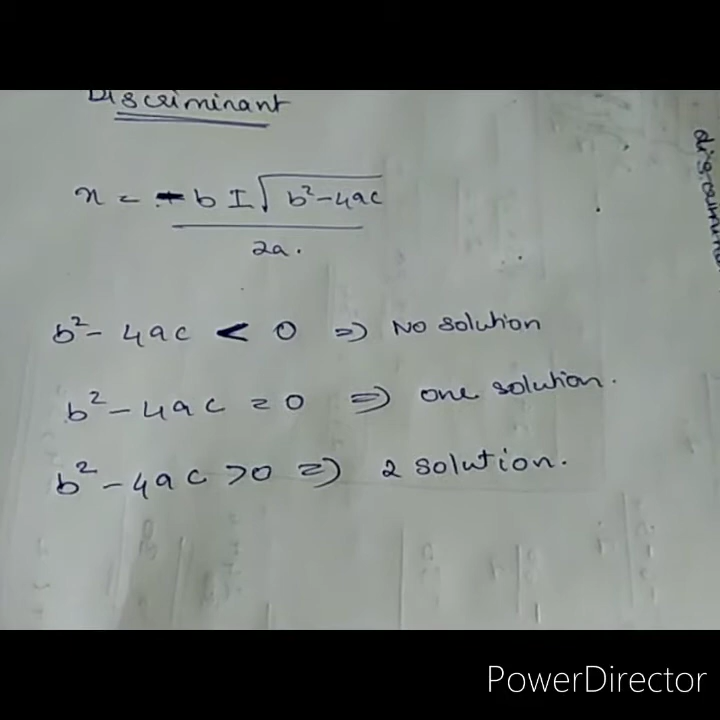 Discriminant
x = -b ± √b²-4ac
2a.
b²- 4ac < 0 => No solution
b²-4ac = 0 => one solution.
b²-4ac >0 => 2 solution.
PowerDirector